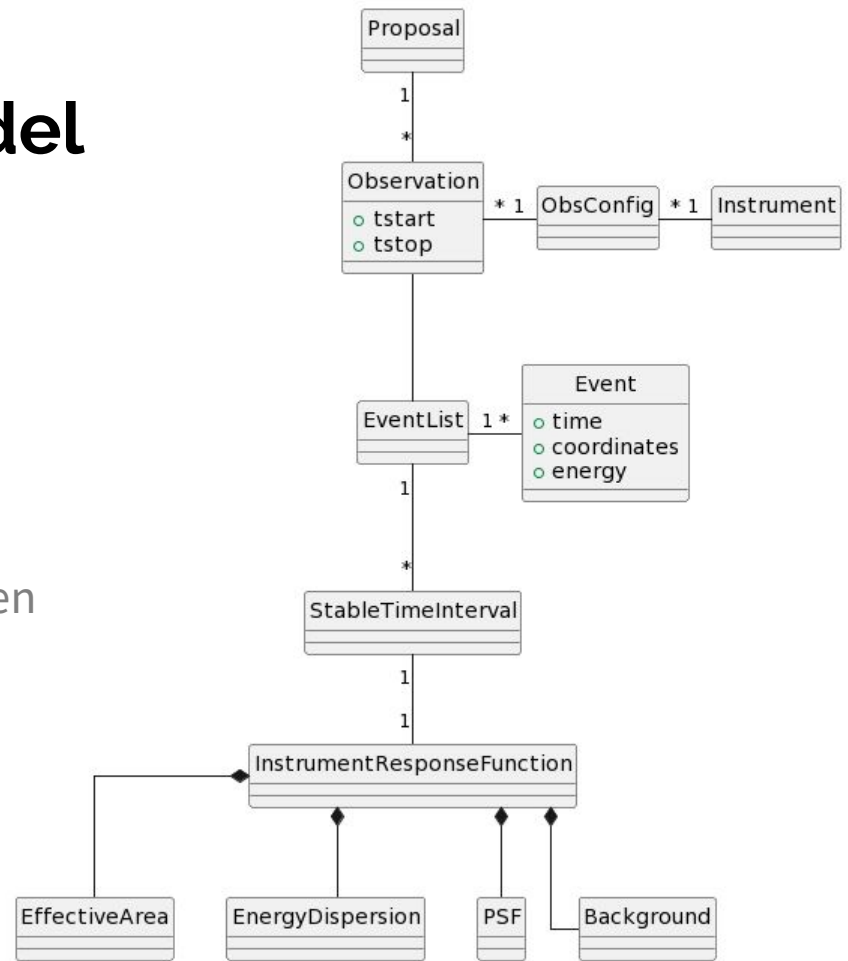 Proposal
1
*
del
Observation
tstart
tstop
* 1
ObsConfig
* 1
Instrument
EventList
1 *
Event
time
coordinates
energy
1
*
en
StableTimeInterval
1
1
InstrumentResponseFunction
EffectiveArea
EnergyDispersion
PSF
Background